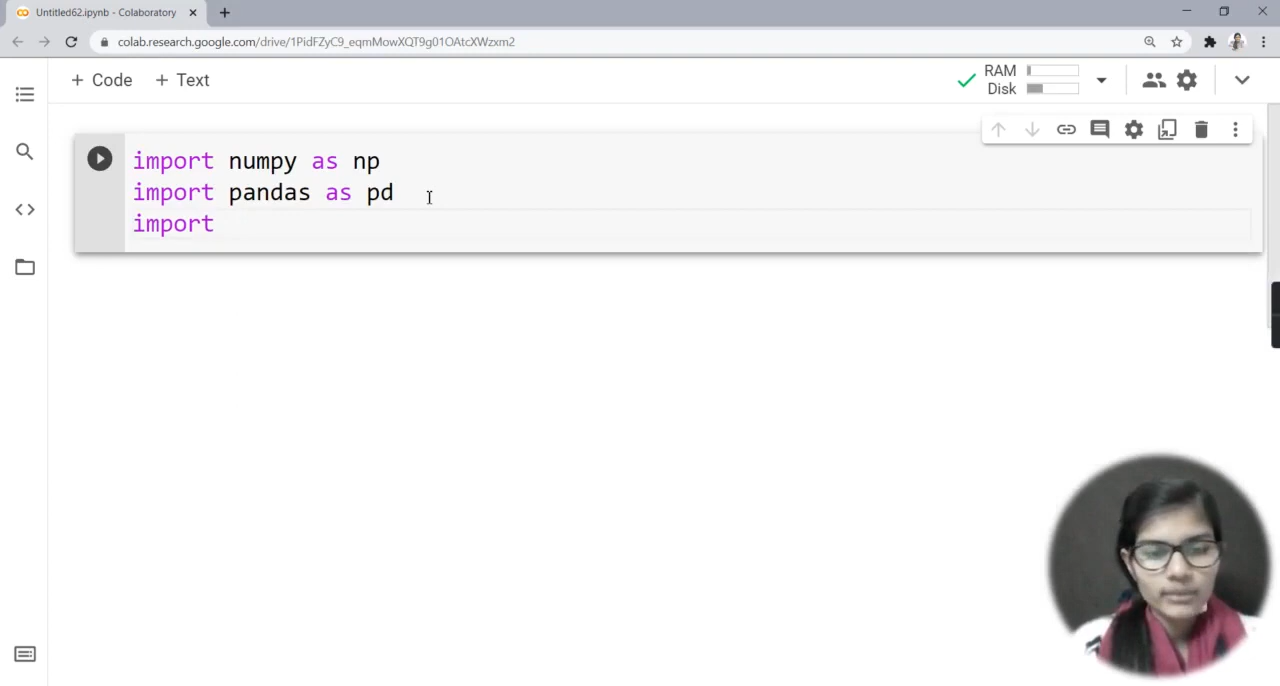 Untitled62.ipynb - Colaboratory
colab.research.google.com/drive/1PidFZyC9_eqmMowXQT9g01OAtcXWzxm2
+ Code + Text
RAM
Disk
import numpy as np
import pandas as pd
import